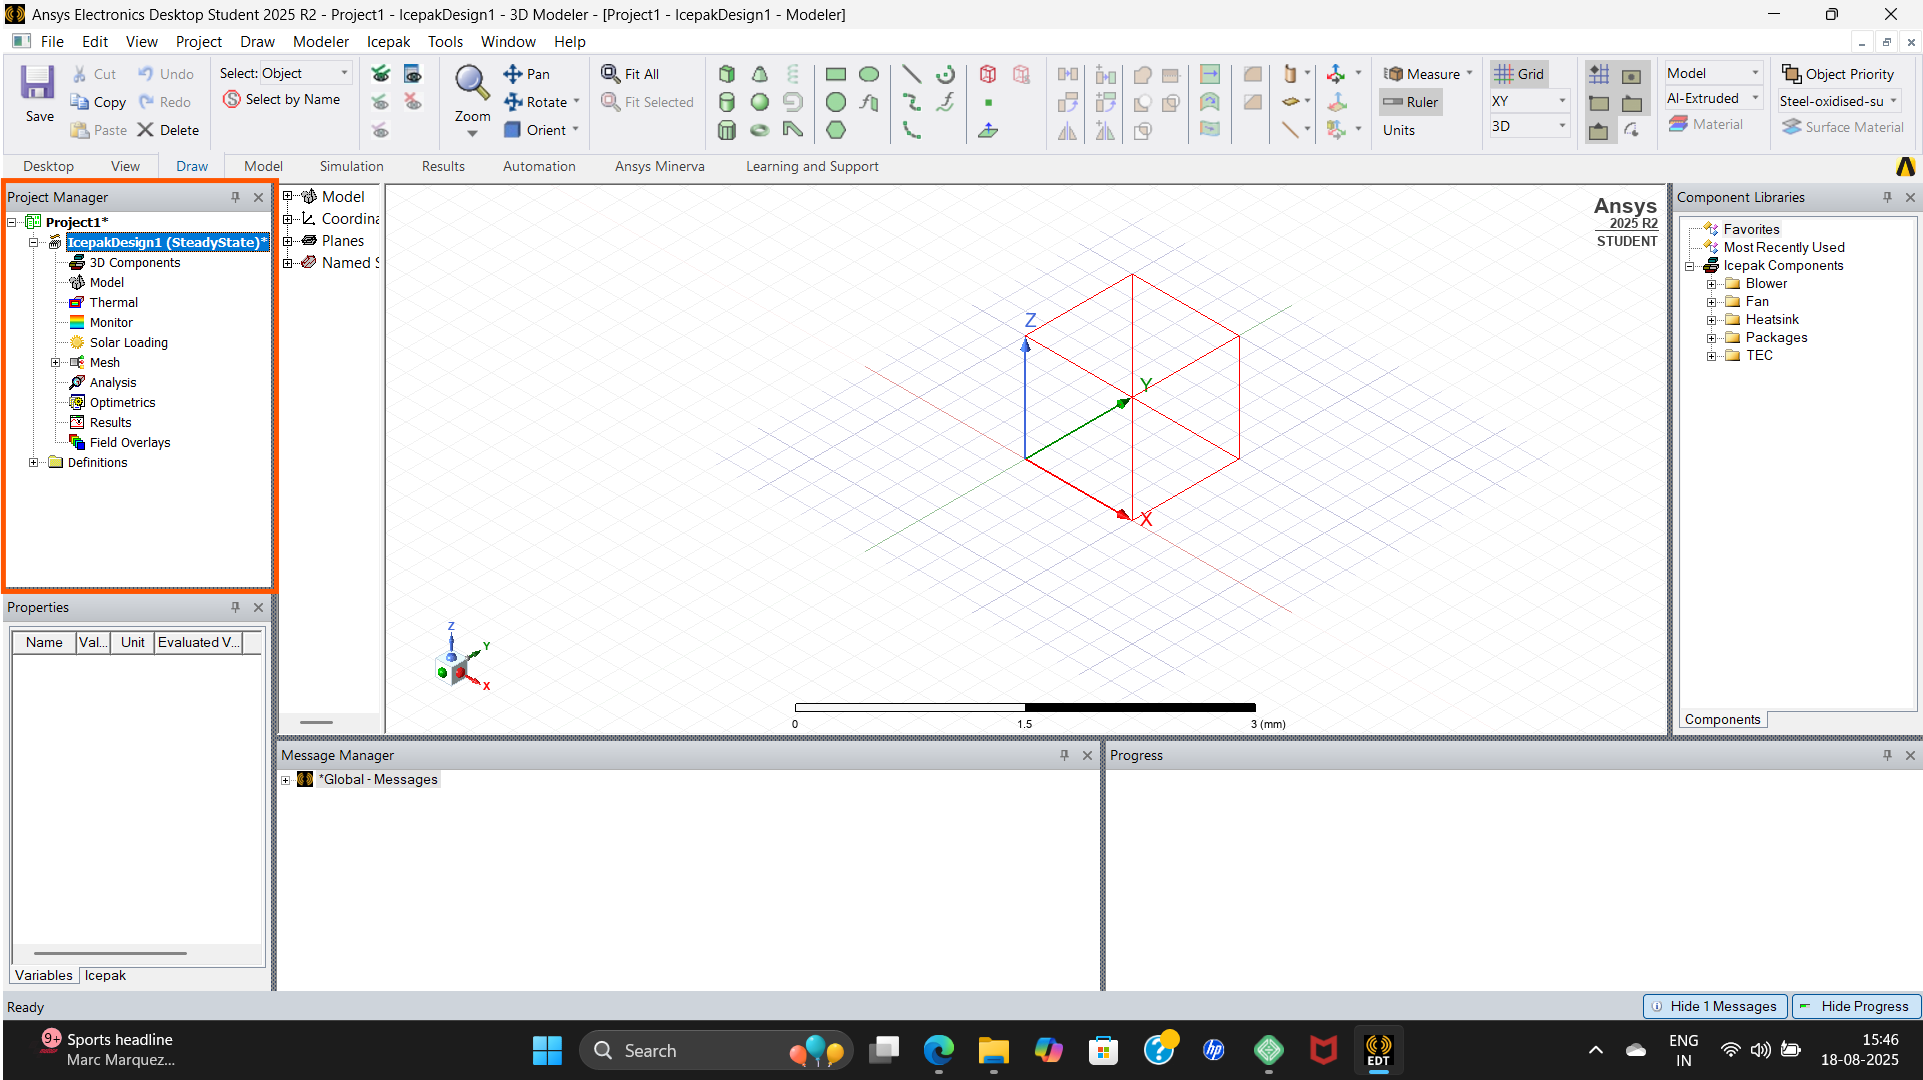 Ansys Electronics Desktop Student 2025 R2 - Project1 - IcepakDesign1 - 3D Modeler - [Project1 - IcepakDesign1 - Modeler]
File Edit View Project Draw Modeler Icepak Tools Window Help
Save
Cut
Copy
Paste
Undo
Redo
Delete
Select: Object
Select by Name
Zoom
Pan
Rotate
Orient
Fit All
Fit Selected
Measure
Ruler
Units
Grid
XY
3D
Model
Al-Extruded
Material
Object Priority
Steel-oxidised-su
Surface Material
Desktop View Draw Model Simulation Results Automation Ansys Minerva Learning and Support
Project Manager
Project1*
IcepakDesign1 (SteadyState)*
3D Components
Model
Thermal
Monitor
Solar Loading
Mesh
Analysis
Optimetrics
Results
Field Overlays
Definitions
Model
Coordina
Planes
Named S
Ansys
2025 R2
STUDENT
Z
Y
X
Z
Y
X
0 1.5 3 (mm)
Component Libraries
Favorites
Most Recently Used
Icepak Components
Blower
Fan
Heatsink
Packages
TEC
Components
Properties
Name Val... Unit Evaluated V...
Variables Icepak
Message Manager
*Global - Messages
Progress
Ready
Hide 1 Messages
Hide Progress
9+
Sports headline
Marc Marquez...
Search
hp
EDT
ENG
IN
15:46
18-08-2025